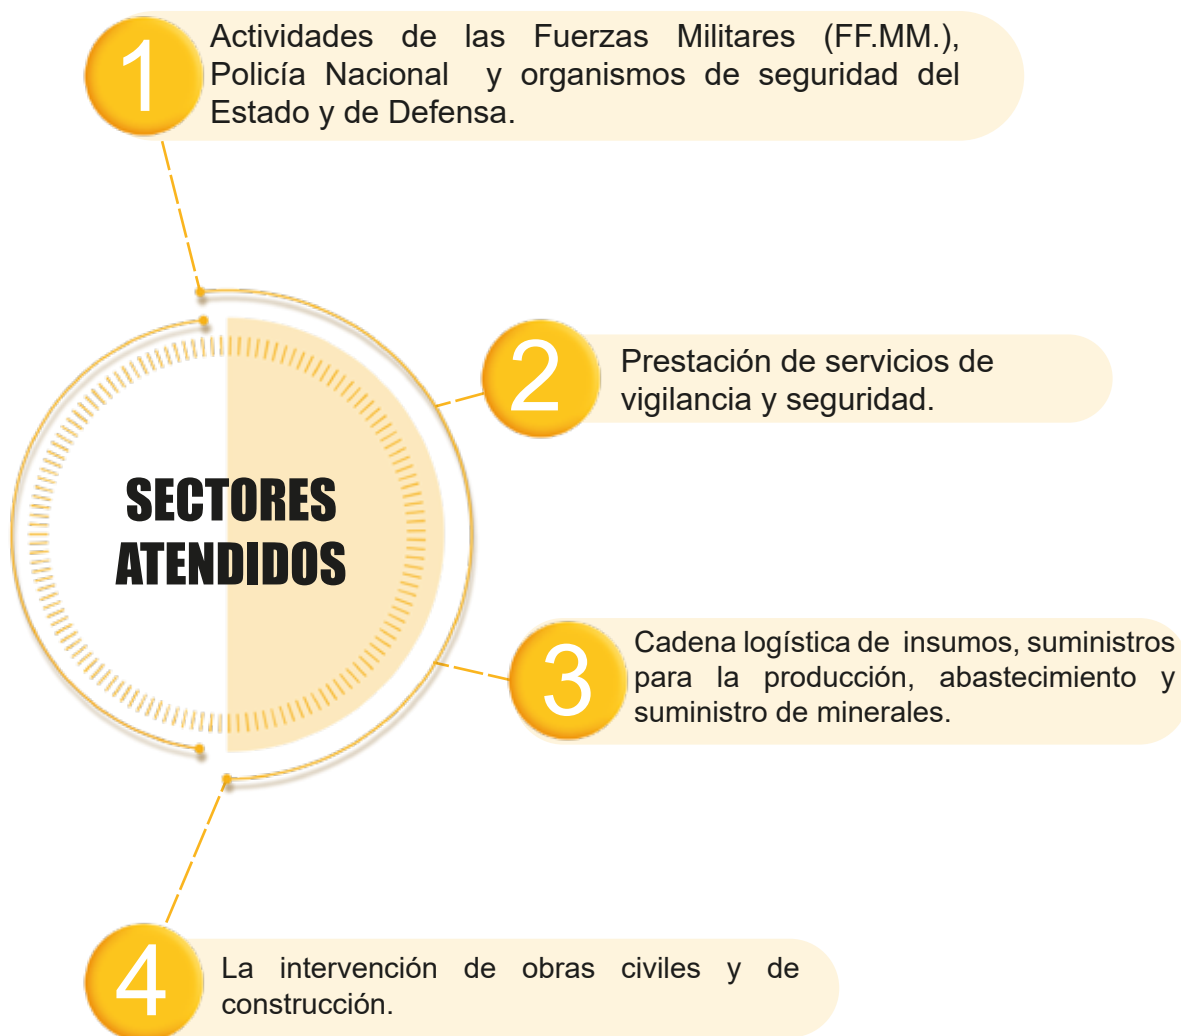 1
Actividades de las Fuerzas Militares (FF.MM.),
Policía Nacional y organismos de seguridad del
Estado y de Defensa.
2
Prestación de servicios de
vigilancia y seguridad.
SECTORES
ATENDIDOS
3
Cadena logística de insumos, suministros
para la producción, abastecimiento y
suministro de minerales.
4
La intervención de obras civiles y de
construcción.